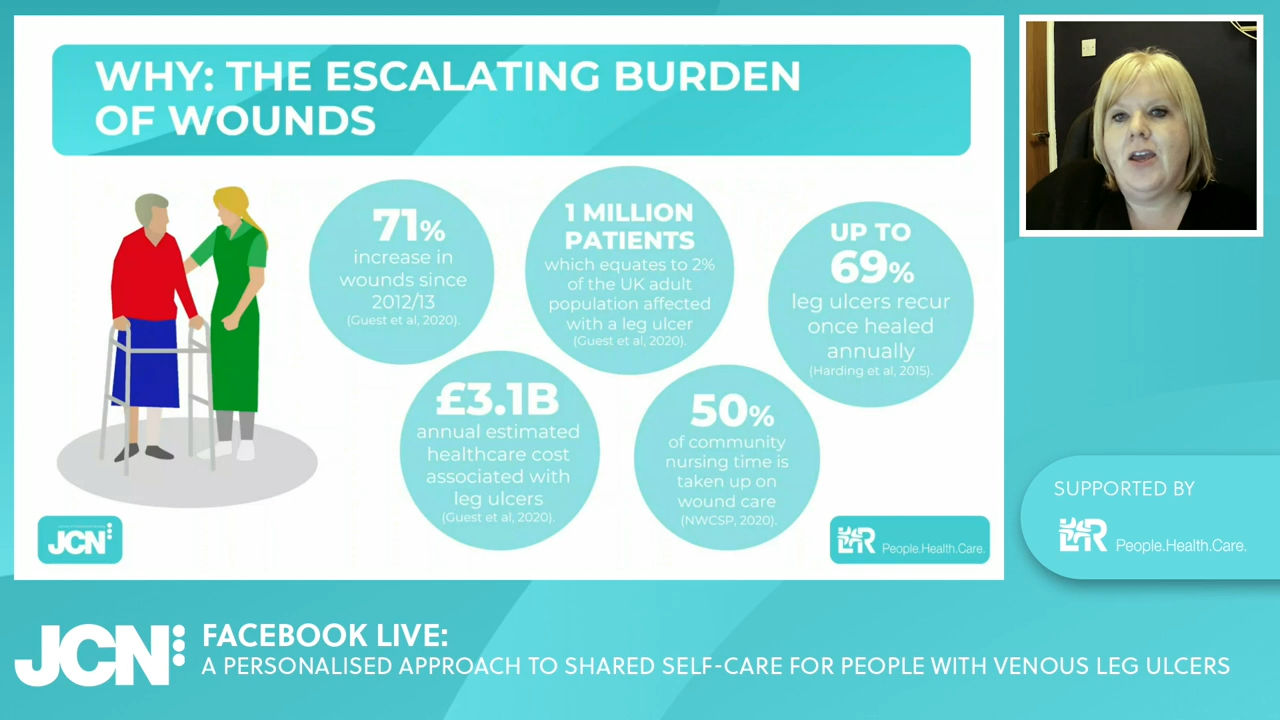 WHY: THE ESCALATING BURDEN
OF WOUNDS
71%
increase in
wounds since
2012/13
(Guest et al, 2020).
1 MILLION
PATIENTS
which equates to 2%
of the UK adult
population affected
with a leg ulcer
(Guest et al, 2020).
UP TO
69%
leg ulcers recur
once healed
annually
(Harding et al, 2015).
£3.1B
annual estimated
healthcare cost
associated with
leg ulcers
(Guest et al, 2020).
50%
of community
nursing time is
taken up on
wound care
(NWCSP, 2020).
JCN
L&R People.Health.Care.
SUPPORTED BY
L&R People.Health.Care.
JCN
FACEBOOK LIVE:
A PERSONALISED APPROACH TO SHARED SELF-CARE FOR PEOPLE WITH VENOUS LEG ULCERS